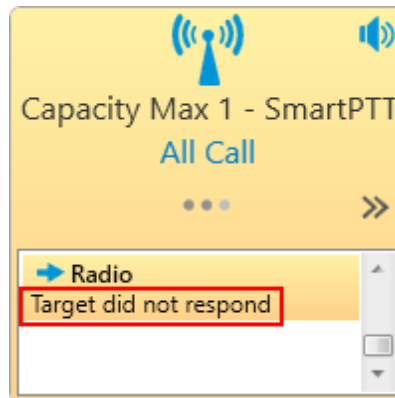 Capacity Max 1 - SmartPTT
All Call
Radio
Target did not respond